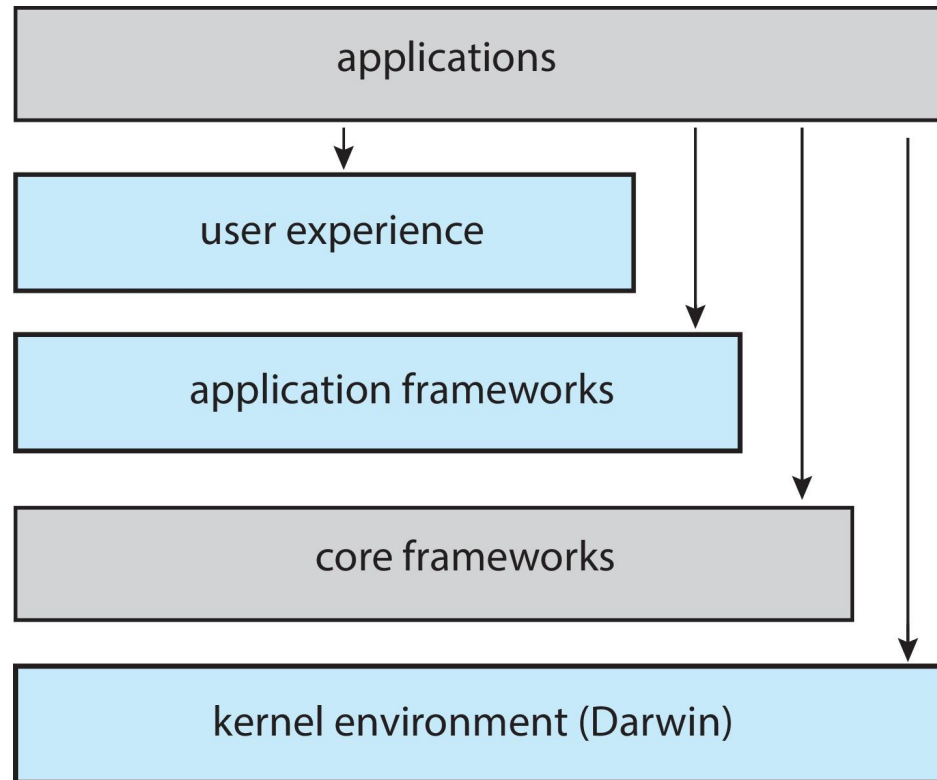 applications
user experience
application frameworks
core frameworks
kernel environment (Darwin)